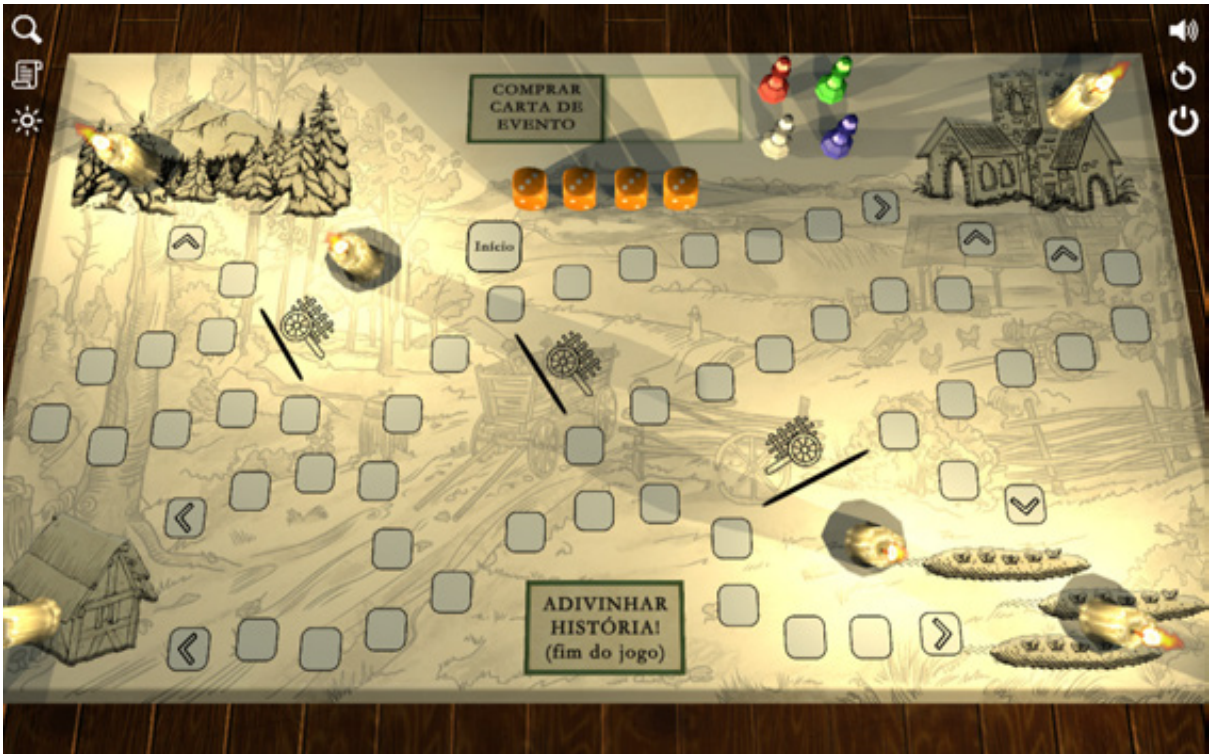 COMPRAR
CARTA DE
EVENTO
Início
ADIVINHAR
HISTÓRIA!
(fim do jogo)